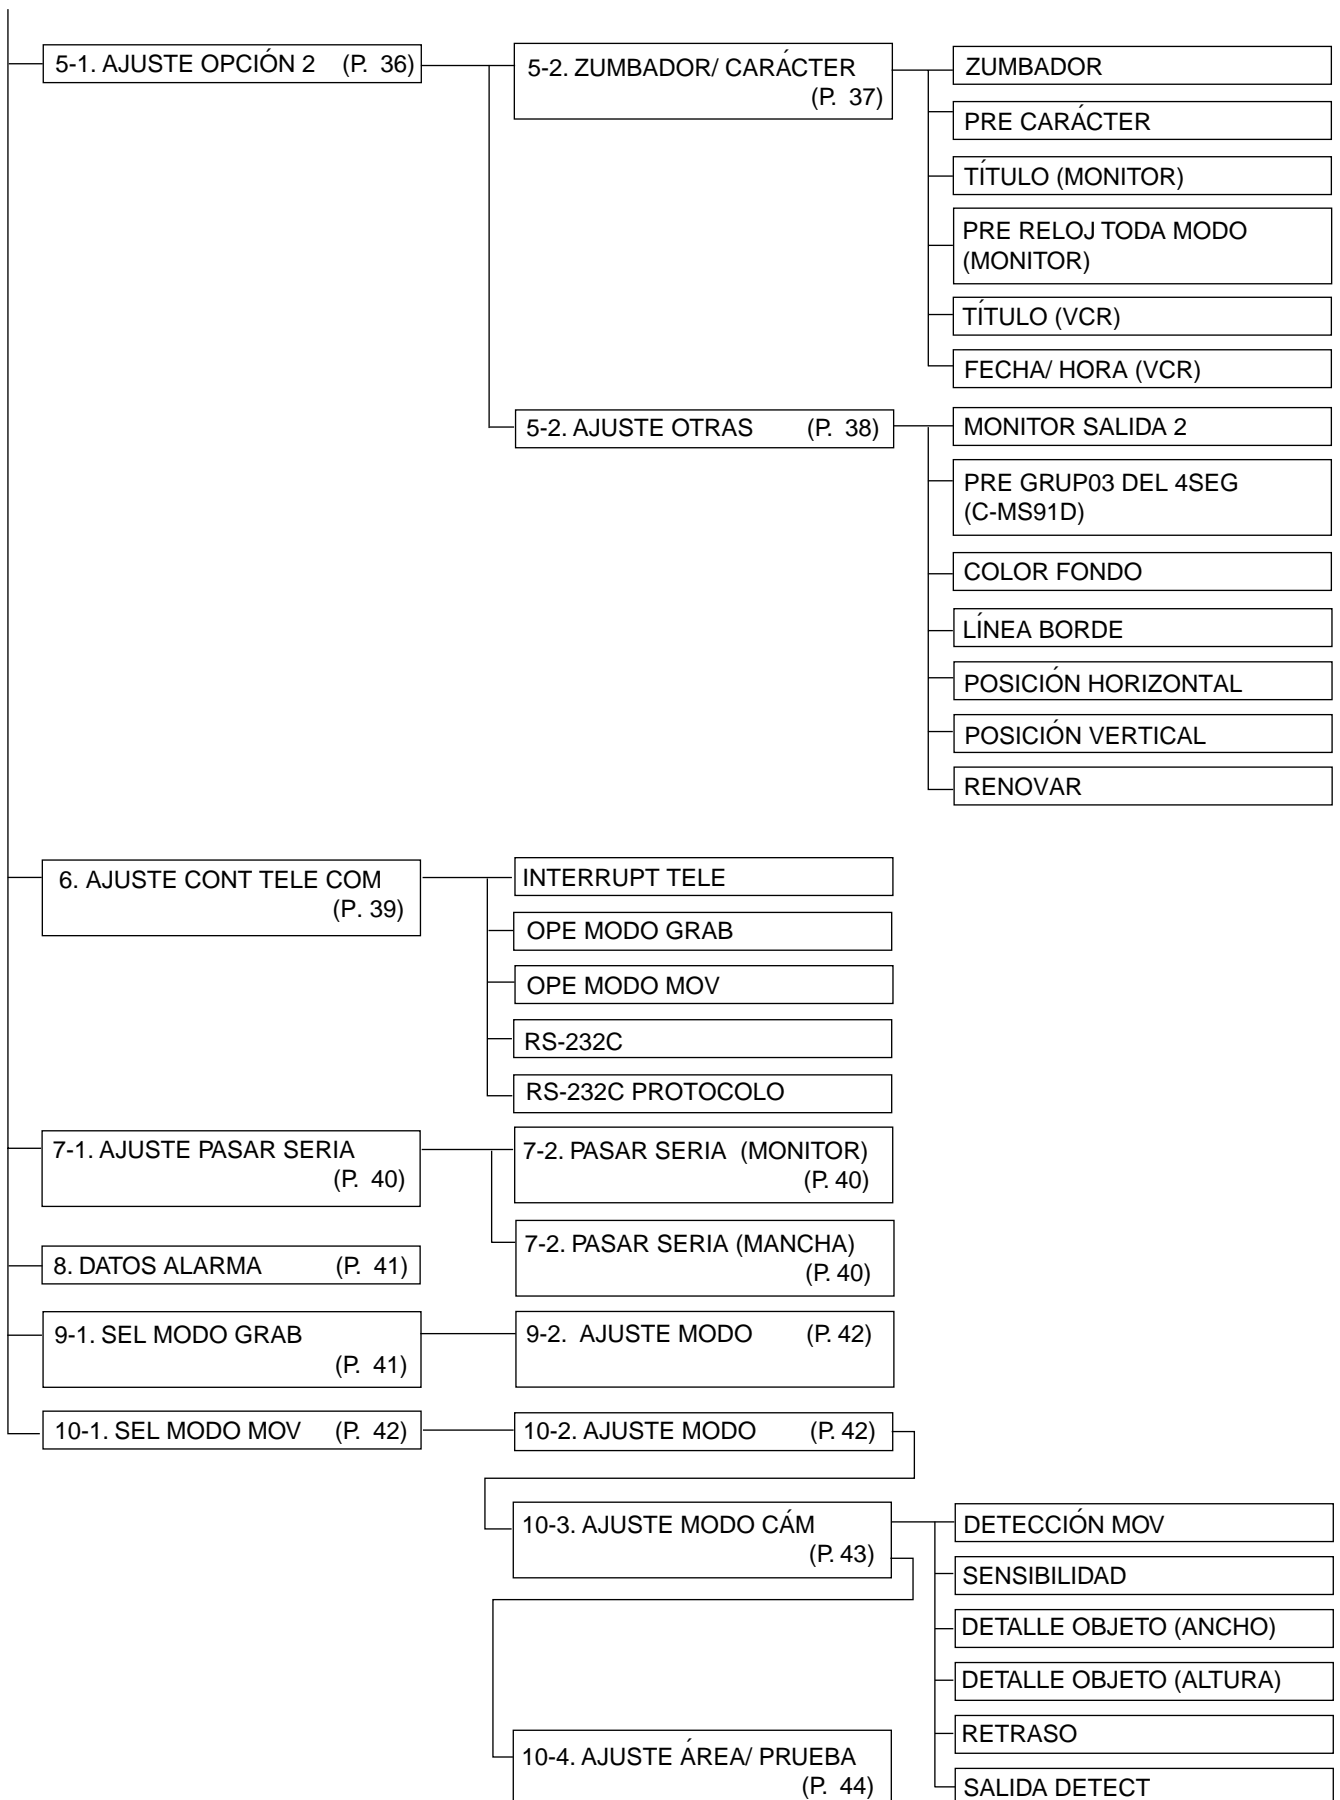 5-1. AJUSTE OPCIÓN 2 (P. 36)
5-2. ZUMBADOR/ CARÁCTER
(P. 37)
ZUMBADOR
PRE CARÁCTER
TÍTULO (MONITOR)
PRE RELOJ TODA MODO
(MONITOR)
TÍTULO (VCR)
FECHA/ HORA (VCR)
5-2. AJUSTE OTRAS (P. 38)
MONITOR SALIDA 2
PRE GRUP03 DEL 4SEG
(C-MS91D)
COLOR FONDO
LÍNEA BORDE
POSICIÓN HORIZONTAL
POSICIÓN VERTICAL
RENOVAR
6. AJUSTE CONT TELE COM
(P. 39)
INTERRUPT TELE
OPE MODO GRAB
OPE MODO MOV
RS-232C
RS-232C PROTOCOLO
7-1. AJUSTE PASAR SERIA
(P. 40)
7-2. PASAR SERIA (MONITOR)
(P. 40)
7-2. PASAR SERIA (MANCHA)
(P. 40)
8. DATOS ALARMA (P. 41)
9-1. SEL MODO GRAB
(P. 41)
9-2. AJUSTE MODO (P. 42)
10-1. SEL MODO MOV (P. 42)
10-2. AJUSTE MODO (P. 42)
10-3. AJUSTE MODO CÁM
(P. 43)
DETECCIÓN MOV
SENSIBILIDAD
DETALLE OBJETO (ANCHO)
DETALLE OBJETO (ALTURA)
RETRASO
SALIDA DETECT
10-4. AJUSTE ÁREA/ PRUEBA
(P. 44)